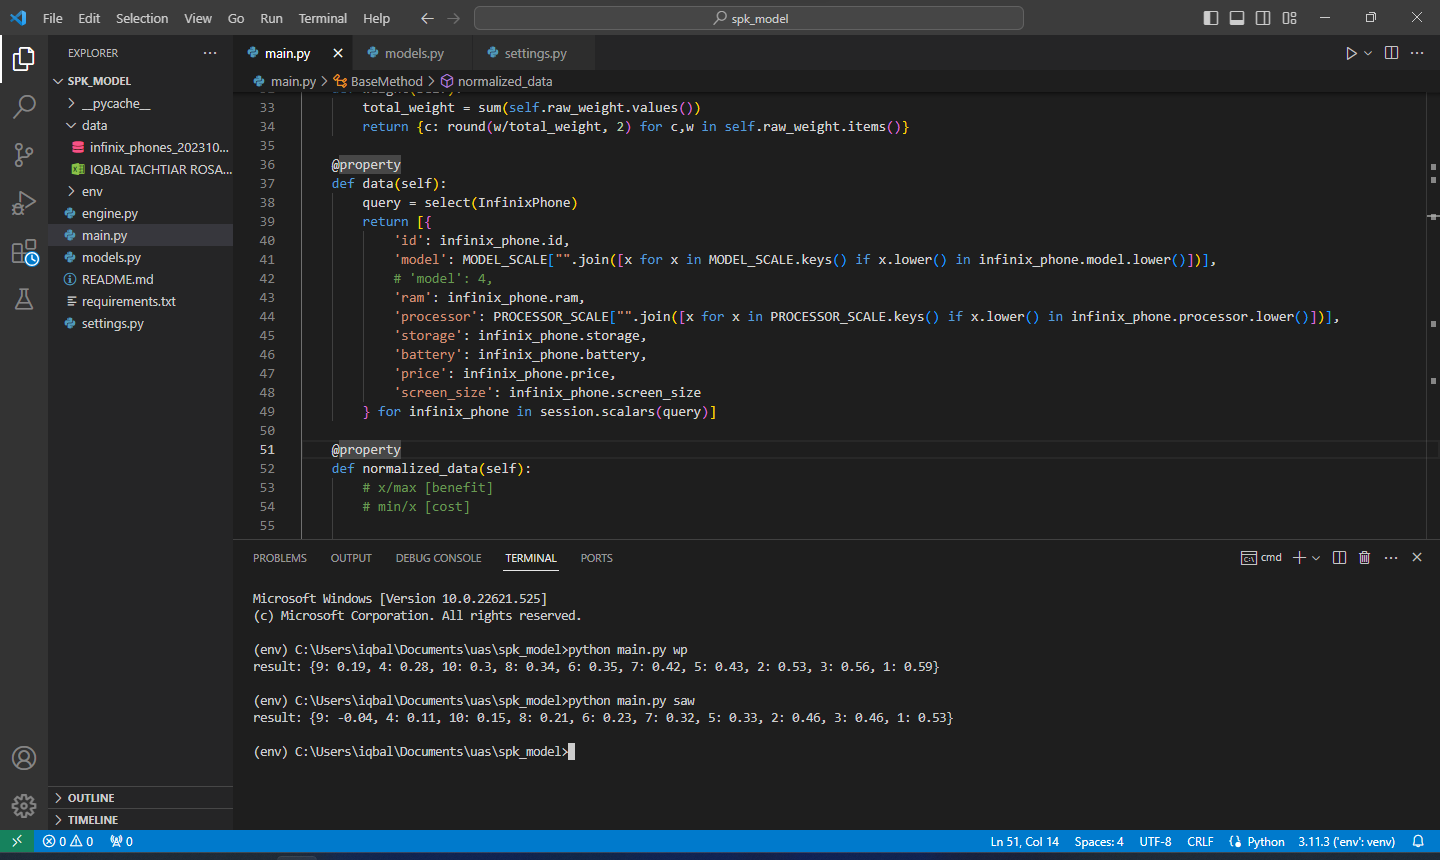 File Edit Selection View Go Run Terminal Help
spk_model
EXPLORER
SPK_MODEL
__pycache__
data
infinix_phones_202310...
IQBAL TACHTIAR ROSA...
env
engine.py
main.py
models.py
README.md
requirements.txt
settings.py
OUTLINE
TIMELINE
main.py models.py settings.py
main.py > BaseMethod > normalized_data
33 total_weight = sum(self.raw_weight.values())
34 return {c: round(w/total_weight, 2) for c,w in self.raw_weight.items()}
35
36 @property
37 def data(self):
38 query = select(InfinixPhone)
39 return [{
40 'id': infinix_phone.id,
41 'model': MODEL_SCALE["".join([x for x in MODEL_SCALE.keys() if x.lower() in infinix_phone.model.lower()])],
42 # 'model': 4,
43 'ram': infinix_phone.ram,
44 'processor': PROCESSOR_SCALE["".join([x for x in PROCESSOR_SCALE.keys() if x.lower() in infinix_phone.processor.lower()])],
45 'storage': infinix_phone.storage,
46 'battery': infinix_phone.battery,
47 'price': infinix_phone.price,
48 'screen_size': infinix_phone.screen_size
49 } for infinix_phone in session.scalars(query)]
50
51 @property
52 def normalized_data(self):
53 # x/max [benefit]
54 # min/x [cost]
55
PROBLEMS OUTPUT DEBUG CONSOLE TERMINAL PORTS
cmd
Microsoft Windows [Version 10.0.22621.525]
(c) Microsoft Corporation. All rights reserved.
(env) C:\Users\iqbal\Documents\uas\spk_model>python main.py wp
result: {9: 0.19, 4: 0.28, 10: 0.3, 8: 0.34, 6: 0.35, 7: 0.42, 5: 0.43, 2: 0.53, 3: 0.56, 1: 0.59}
(env) C:\Users\iqbal\Documents\uas\spk_model>python main.py saw
result: {9: -0.04, 4: 0.11, 10: 0.15, 8: 0.21, 6: 0.23, 7: 0.32, 5: 0.33, 2: 0.46, 3: 0.46, 1: 0.53}
(env) C:\Users\iqbal\Documents\uas\spk_model>
0 0 0 Ln 51, Col 14 Spaces: 4 UTF-8 CRLF Python 3.11.3 ('env': venv)